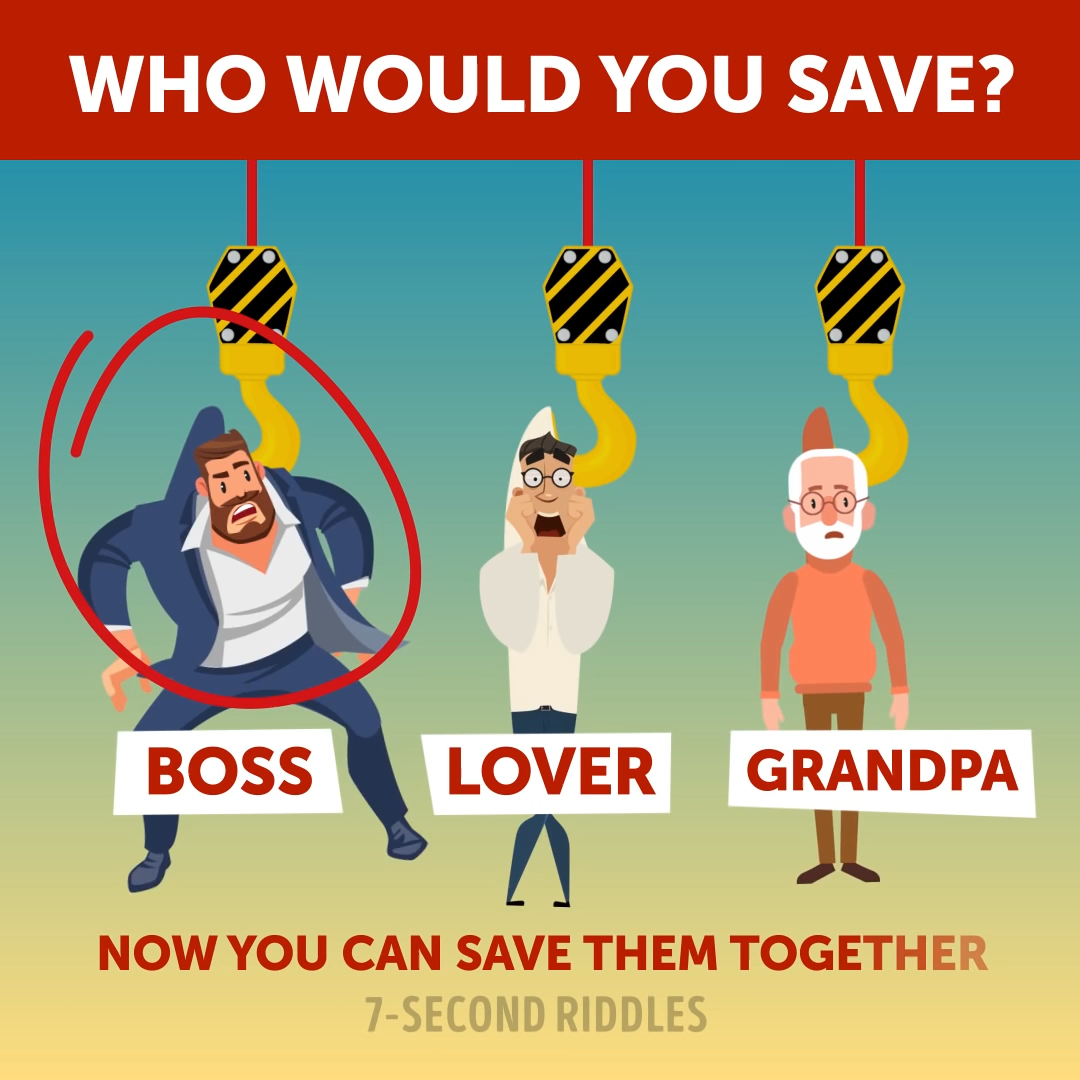 WHO WOULD YOU SAVE?
BOSS
LOVER
GRANDPA
NOW YOU CAN SAVE THEM TOGETHER
7-SECOND RIDDLES